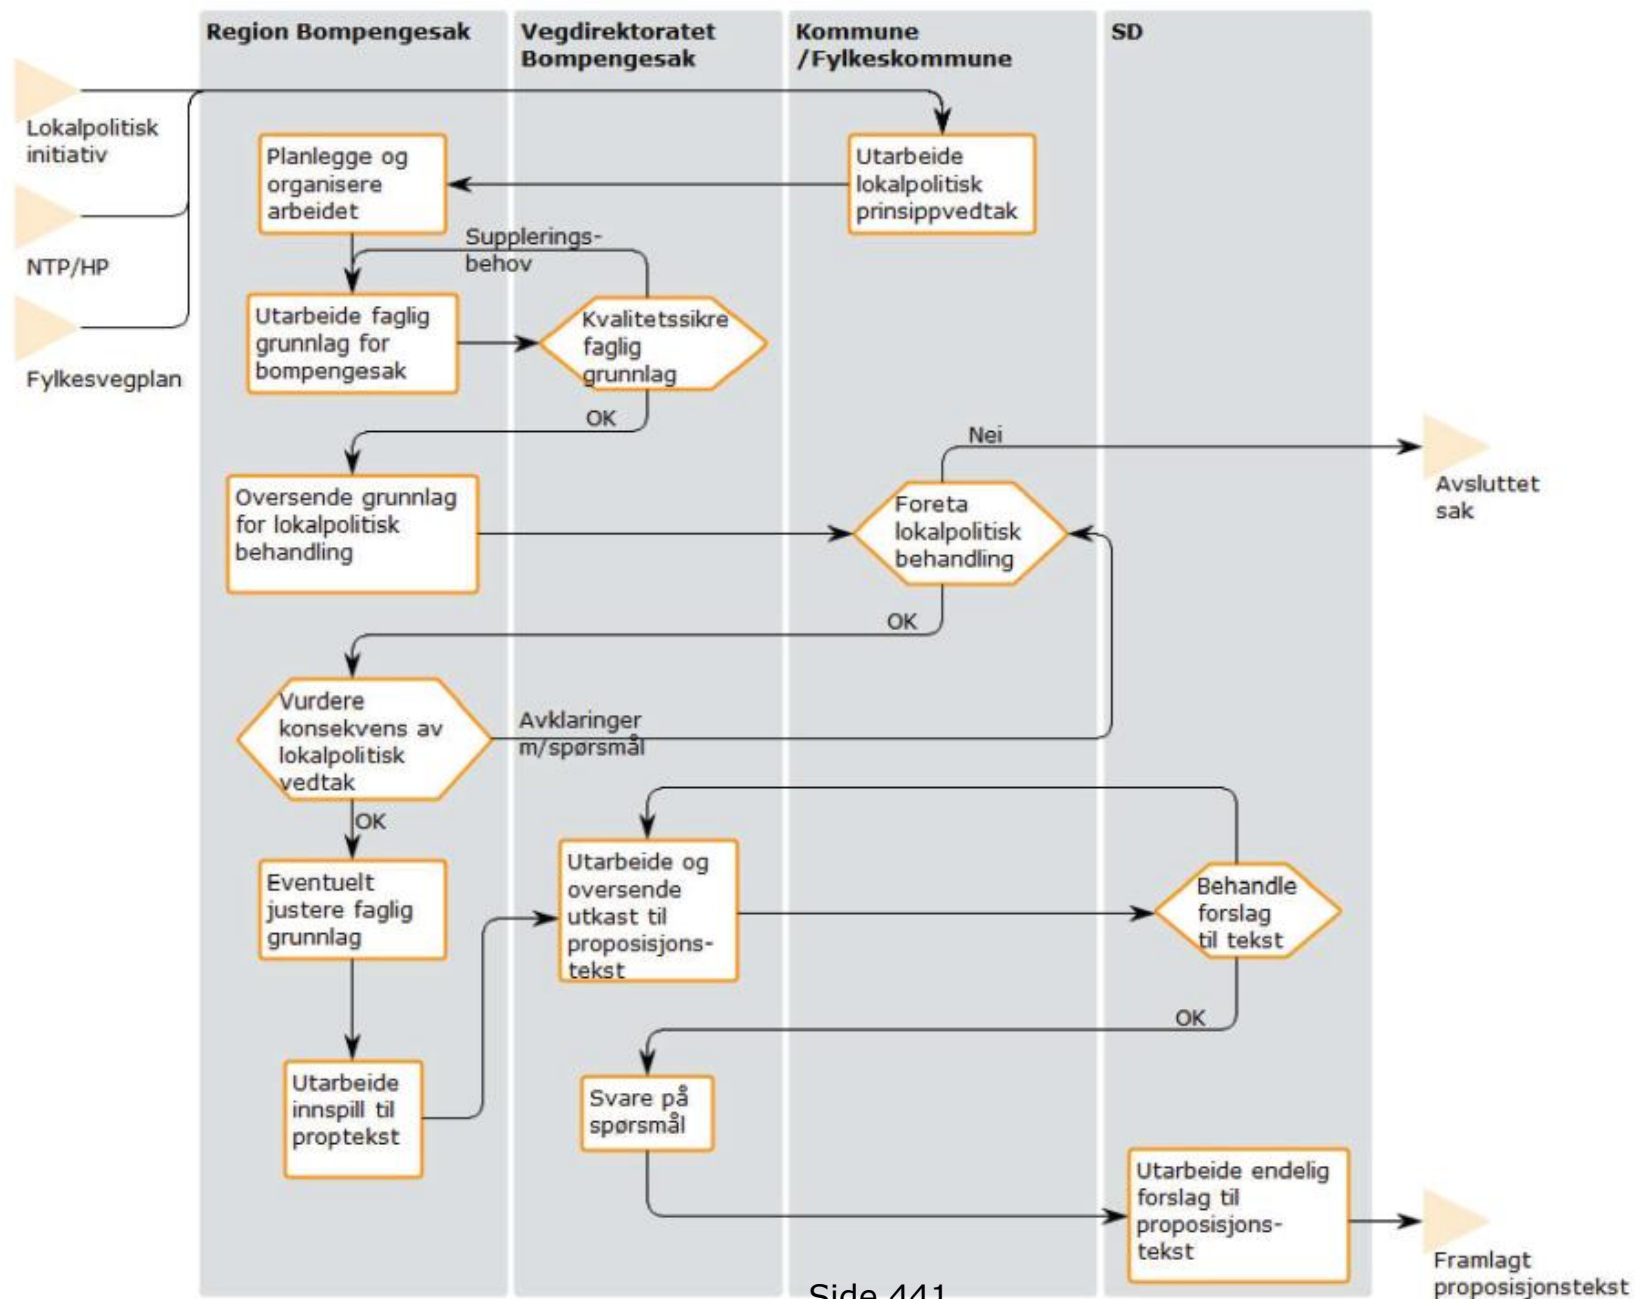 Region Bompengesak
Vegdirektoratet
Bompengesak
Kommune
/Fylkeskommune
SD
Lokalpolitisk
initiativ
NTP/HP
Fylkesvegplan
Planlegge og
organisere
arbeidet
Utarbeide
lokalpolitisk
prinsippvedtak
Supplerings-
behov
Utarbeide faglig
grunnlag for
bompengesak
Kvalitetssikre
faglig
grunnlag
OK
Nei
Avsluttet
sak
Oversende grunnlag
for lokalpolitisk
behandling
Foreta
lokalpolitisk
behandling
OK
Vurdere
konsekvens av
lokalpolitisk
vedtak
Avklaringer
m/spørsmål
OK
Eventuelt
justere faglig
grunnlag
Utarbeide og
oversende
utkast til
proposisjons-
tekst
Behandle
forslag
til tekst
OK
Utarbeide
innspill til
proptekst
Svare på
spørsmål
Utarbeide endelig
forslag til
proposisjons-
tekst
Framlagt
proposisjonstekst
Side 441